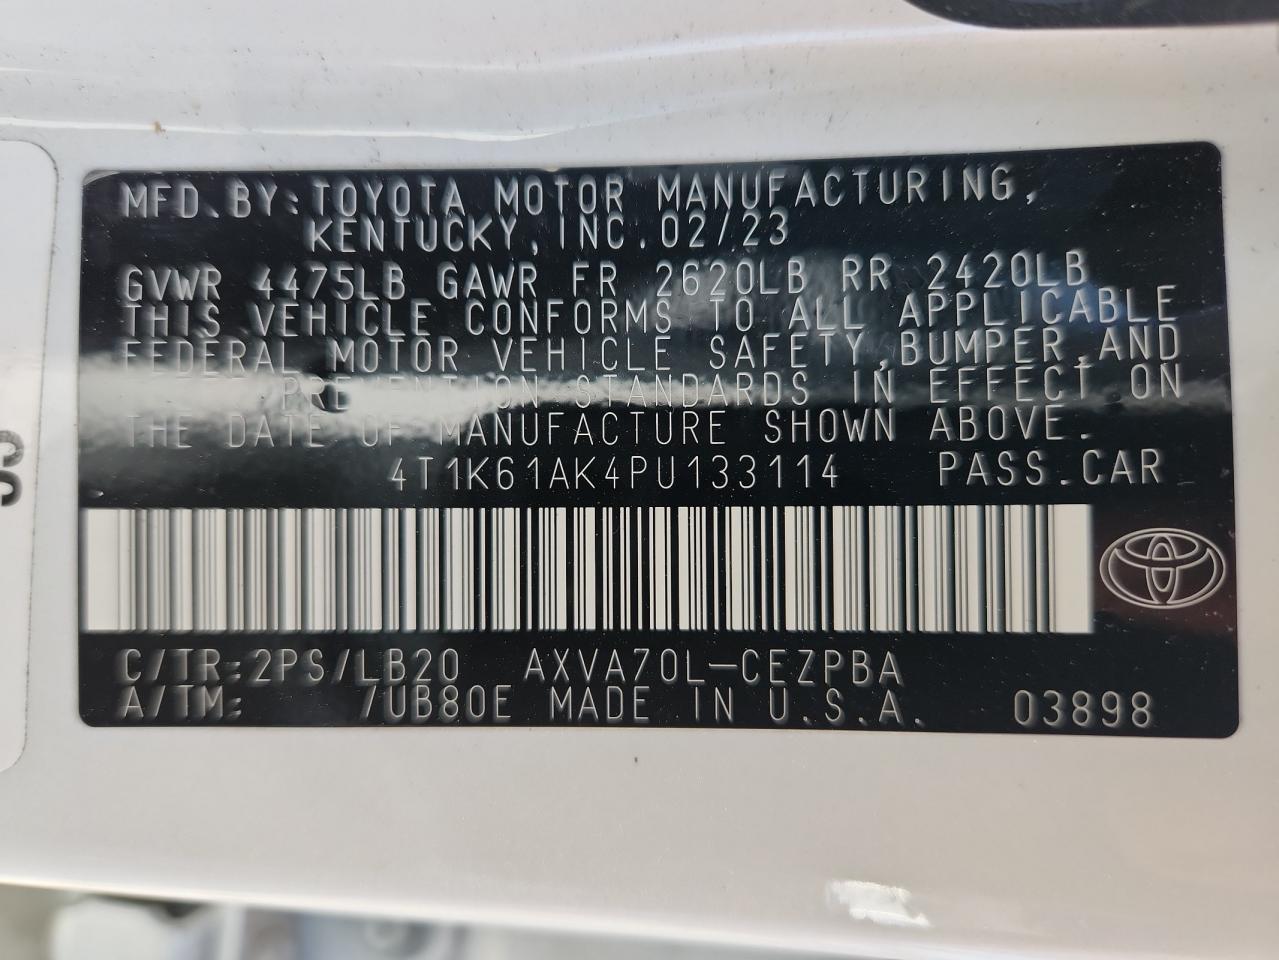 MFD. BY: TOYOTA MOTOR MANUFACTURING,
KENTUCKY, INC. 02/23
GVWR 4475LB GAWR FR 2620LB RR 2420LB
THIS VEHICLE CONFORMS TO ALL APPLICABLE
FEDERAL MOTOR VEHICLE SAFETY, BUMPER, AND
PREVENTION STANDARDS IN EFFECT ON
THE DATE OF MANUFACTURE SHOWN ABOVE.
4T1K61AK4PU133114 PASS. CAR
C/TR: 2PS/LB20 AXVA70L-CEZPBA
A/TM: /UB80E MADE IN U.S.A. 03898